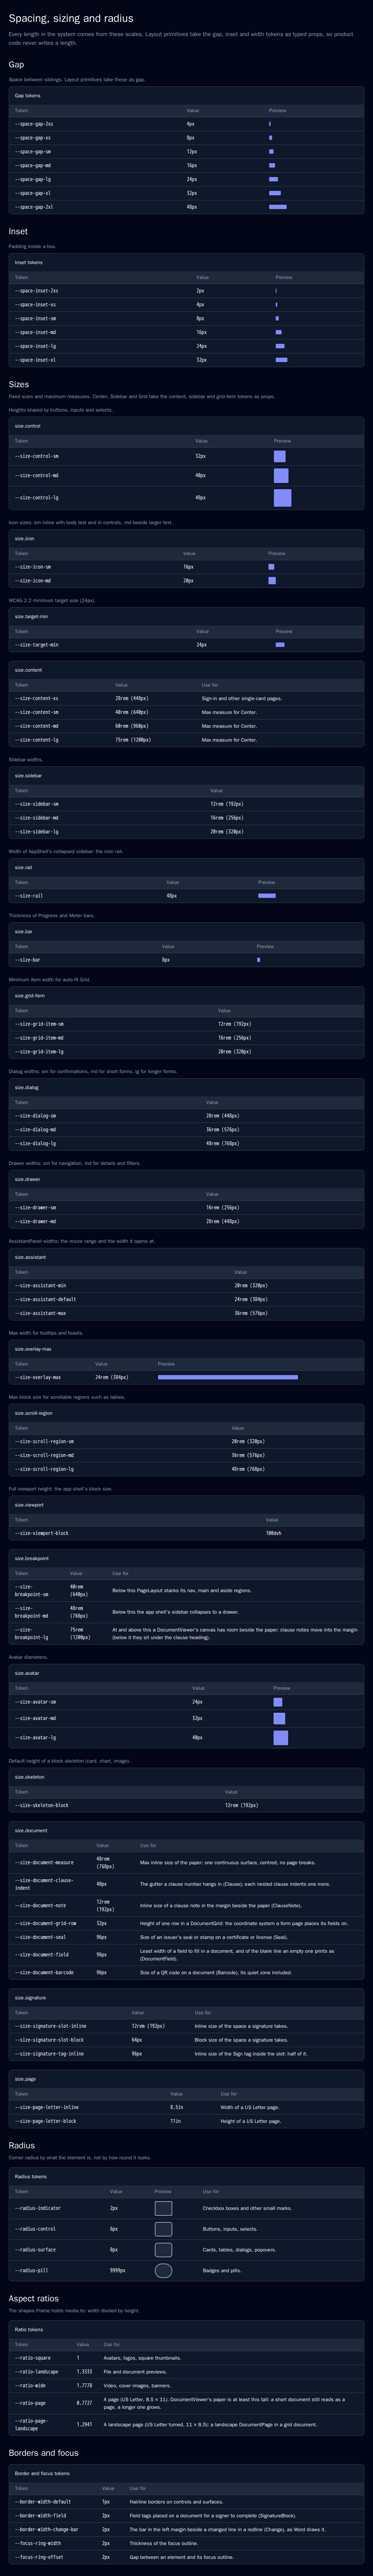 Spacing, sizing and radius
Every length in the system comes from these scales. Layout primitives take the gap, inset and width tokens as typed props, so product
code never writes a length.
Gap
Space between siblings. Layout primitives take these as gap.
Gap tokens
Token Value Preview
--space-gap-2xs 4px
--space-gap-xs 8px
--space-gap-sm 12px
--space-gap-md 16px
--space-gap-lg 24px
--space-gap-xl 32px
--space-gap-2xl 48px
Inset
Padding inside a box.
Inset tokens
Token Value Preview
--space-inset-2xs 2px
--space-inset-xs 4px
--space-inset-sm 8px
--space-inset-md 16px
--space-inset-lg 24px
--space-inset-xl 32px
Sizes
Fixed sizes and maximum measures. Center, Sidebar and Grid take the content, sidebar and grid-item tokens as props.
Heights shared by buttons, inputs and selects.
size.control
Token Value Preview
--size-control-sm 32px
--size-control-md 40px
--size-control-lg 48px
Icon sizes: sm inline with body text and in controls, md beside larger text.
size.icon
Token Value Preview
--size-icon-sm 16px
--size-icon-md 20px
WCAG 2.2 minimum target size (24px).
size.target-min
Token Value Preview
--size-target-min 24px
size.content
Token Value Use for
--size-content-xs 28rem (448px) Sign-in and other single-card pages.
--size-content-sm 40rem (640px) Max measure for Center.
--size-content-md 60rem (960px) Max measure for Center.
--size-content-lg 75rem (1200px) Max measure for Center.
Sidebar widths.
size.sidebar
Token Value
--size-sidebar-sm 12rem (192px)
--size-sidebar-md 16rem (256px)
--size-sidebar-lg 20rem (320px)
Width of AppShell's collapsed sidebar: the icon rail.
size.rail
Token Value Preview
--size-rail 48px
Thickness of Progress and Meter bars.
size.bar
Token Value Preview
--size-bar 8px
Minimum item width for auto-fit Grid.
size.grid-item
Token Value
--size-grid-item-sm 12rem (192px)
--size-grid-item-md 16rem (256px)
--size-grid-item-lg 20rem (320px)
Dialog widths: sm for confirmations, md for short forms, lg for longer forms.
size.dialog
Token Value
--size-dialog-sm 28rem (448px)
--size-dialog-md 36rem (576px)
--size-dialog-lg 48rem (768px)
Drawer widths: sm for navigation, md for details and filters.
size.drawer
Token Value
--size-drawer-sm 16rem (256px)
--size-drawer-md 28rem (448px)
AssistantPanel widths: the resize range and the width it opens at.
size.assistant
Token Value
--size-assistant-min 20rem (320px)
--size-assistant-default 24rem (384px)
--size-assistant-max 36rem (576px)
Max width for tooltips and toasts.
size.overlay-max
Token Value Preview
--size-overlay-max 24rem (384px)
Max block size for scrollable regions such as tables.
size.scroll-region
Token Value
--size-scroll-region-sm 20rem (320px)
--size-scroll-region-md 36rem (576px)
--size-scroll-region-lg 48rem (768px)
Full viewport height: the app shell's block size.
size.viewport
Token Value
--size-viewport-block 100dvh
size.breakpoint
Token Value Use for
--size-
breakpoint-sm 40rem
(640px) Below this PageLayout stacks its nav, main and aside regions.
--size-
breakpoint-md 48rem
(768px) Below this the app shell's sidebar collapses to a drawer.
--size-
breakpoint-lg 75rem
(1200px) At and above this a DocumentViewer's canvas has room beside the paper: clause notes move into the margin
(below it they sit under the clause heading).
Avatar diameters.
size.avatar
Token Value Preview
--size-avatar-sm 24px
--size-avatar-md 32px
--size-avatar-lg 40px
Default height of a block skeleton (card, chart, image).
size.skeleton
Token Value
--size-skeleton-block 12rem (192px)
size.document
Token Value Use for
--size-document-measure 48rem
(768px) Max inline size of the paper: one continuous surface, centred, no page breaks.
--size-document-clause-
indent 48px The gutter a clause number hangs in (Clause); each nested clause indents one more.
--size-document-note 12rem
(192px) Inline size of a clause note in the margin beside the paper (ClauseNote).
--size-document-grid-row 32px Height of one row in a DocumentGrid: the coordinate system a form page places its fields on.
--size-document-seal 96px Size of an issuer's seal or stamp on a certificate or license (Seal).
--size-document-field 96px Least width of a field to fill in a document, and of the blank line an empty one prints as
(DocumentField).
--size-document-barcode 96px Size of a QR code on a document (Barcode), its quiet zone included.
size.signature
Token Value Use for
--size-signature-slot-inline 12rem (192px) Inline size of the space a signature takes.
--size-signature-slot-block 64px Block size of the space a signature takes.
--size-signature-tag-inline 96px Inline size of the Sign tag inside the slot: half of it.
size.page
Token Value Use for
--size-page-letter-inline 8.5in Width of a US Letter page.
--size-page-letter-block 11in Height of a US Letter page.
Radius
Corner radius by what the element is, not by how round it looks.
Radius tokens
Token Value Preview Use for
--radius-indicator 2px Checkbox boxes and other small marks.
--radius-control 6px Buttons, inputs, selects.
--radius-surface 8px Cards, tables, dialogs, popovers.
--radius-pill 9999px Badges and pills.
Aspect ratios
The shapes Frame holds media to: width divided by height.
Ratio tokens
Token Value Use for
--ratio-square 1 Avatars, logos, square thumbnails.
--ratio-landscape 1.3333 File and document previews.
--ratio-wide 1.7778 Video, cover images, banners.
--ratio-page 0.7727 A page (US Letter, 8.5 × 11). DocumentViewer's paper is at least this tall: a short document still reads as a
page, a longer one grows.
--ratio-page-
landscape 1.2941 A landscape page (US Letter turned, 11 × 8.5): a landscape DocumentPage in a grid document.
Borders and focus
Border and focus tokens
Token Value Use for
--border-width-default 1px Hairline borders on controls and surfaces.
--border-width-field 2px Field tags placed on a document for a signer to complete (SignatureBlock).
--border-width-change-bar 2px The bar in the left margin beside a changed line in a redline (Change), as Word draws it.
--focus-ring-width 2px Thickness of the focus outline.
--focus-ring-offset 2px Gap between an element and its focus outline.